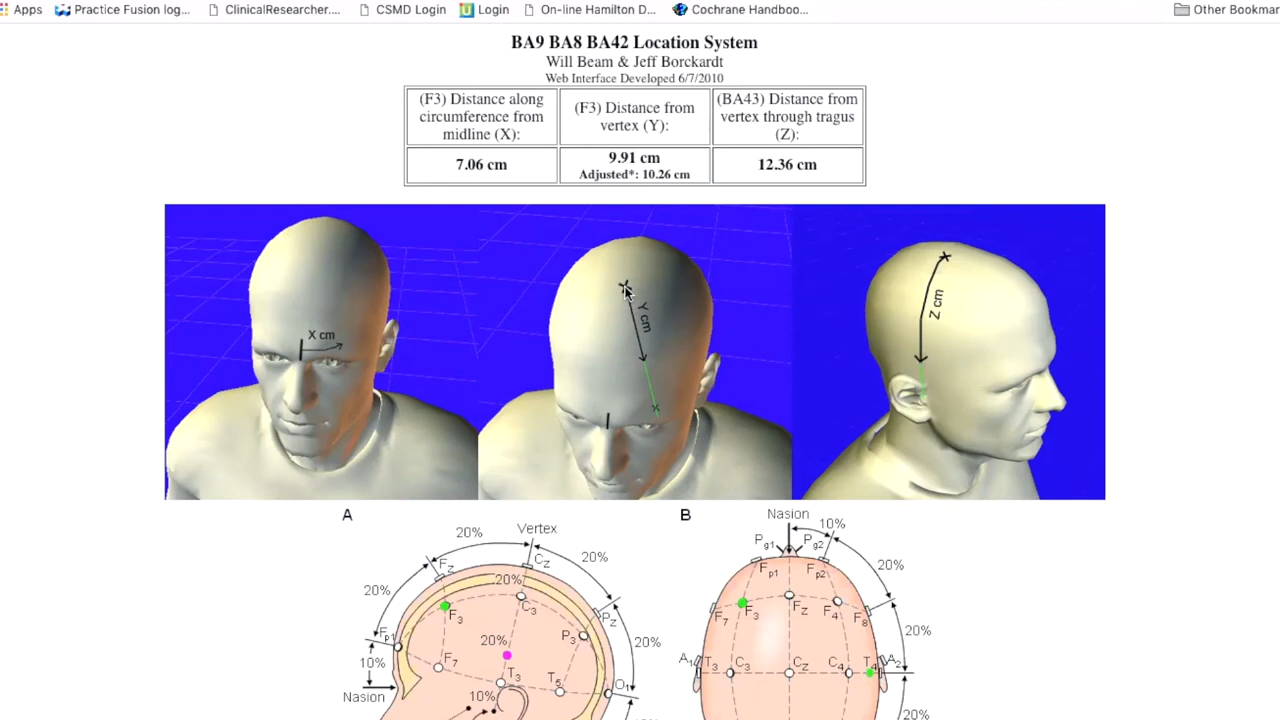 Apps Practice Fusion log... ClinicalResearcher.... CSMD Login Login On-line Hamilton D... Cochrane Handboo... Other Bookmar
BA9 BA8 BA42 Location System
Will Beam & Jeff Borckardt
Web Interface Developed 6/7/2010
(F3) Distance along
circumference from
midline (X):
(F3) Distance from
vertex (Y):
(BA43) Distance from
vertex through tragus
(Z):
7.06 cm
9.91 cm
Adjusted*: 10.26 cm
12.36 cm
X cm
Y cm
Z cm
A
Vertex
20%
20%
Fz
Cz
20%
20%
C3
F3
Pz
Fp1
20%
P3
20%
10%
F7
T3
T5
O1
Nasion
10%
B
Nasion
10%
Pg1
Pg2
20%
Fp1
Fp2
F7
F3
Fz
F4
F8
20%
A1
T3
C3
Cz
C4
T4
A2
20%